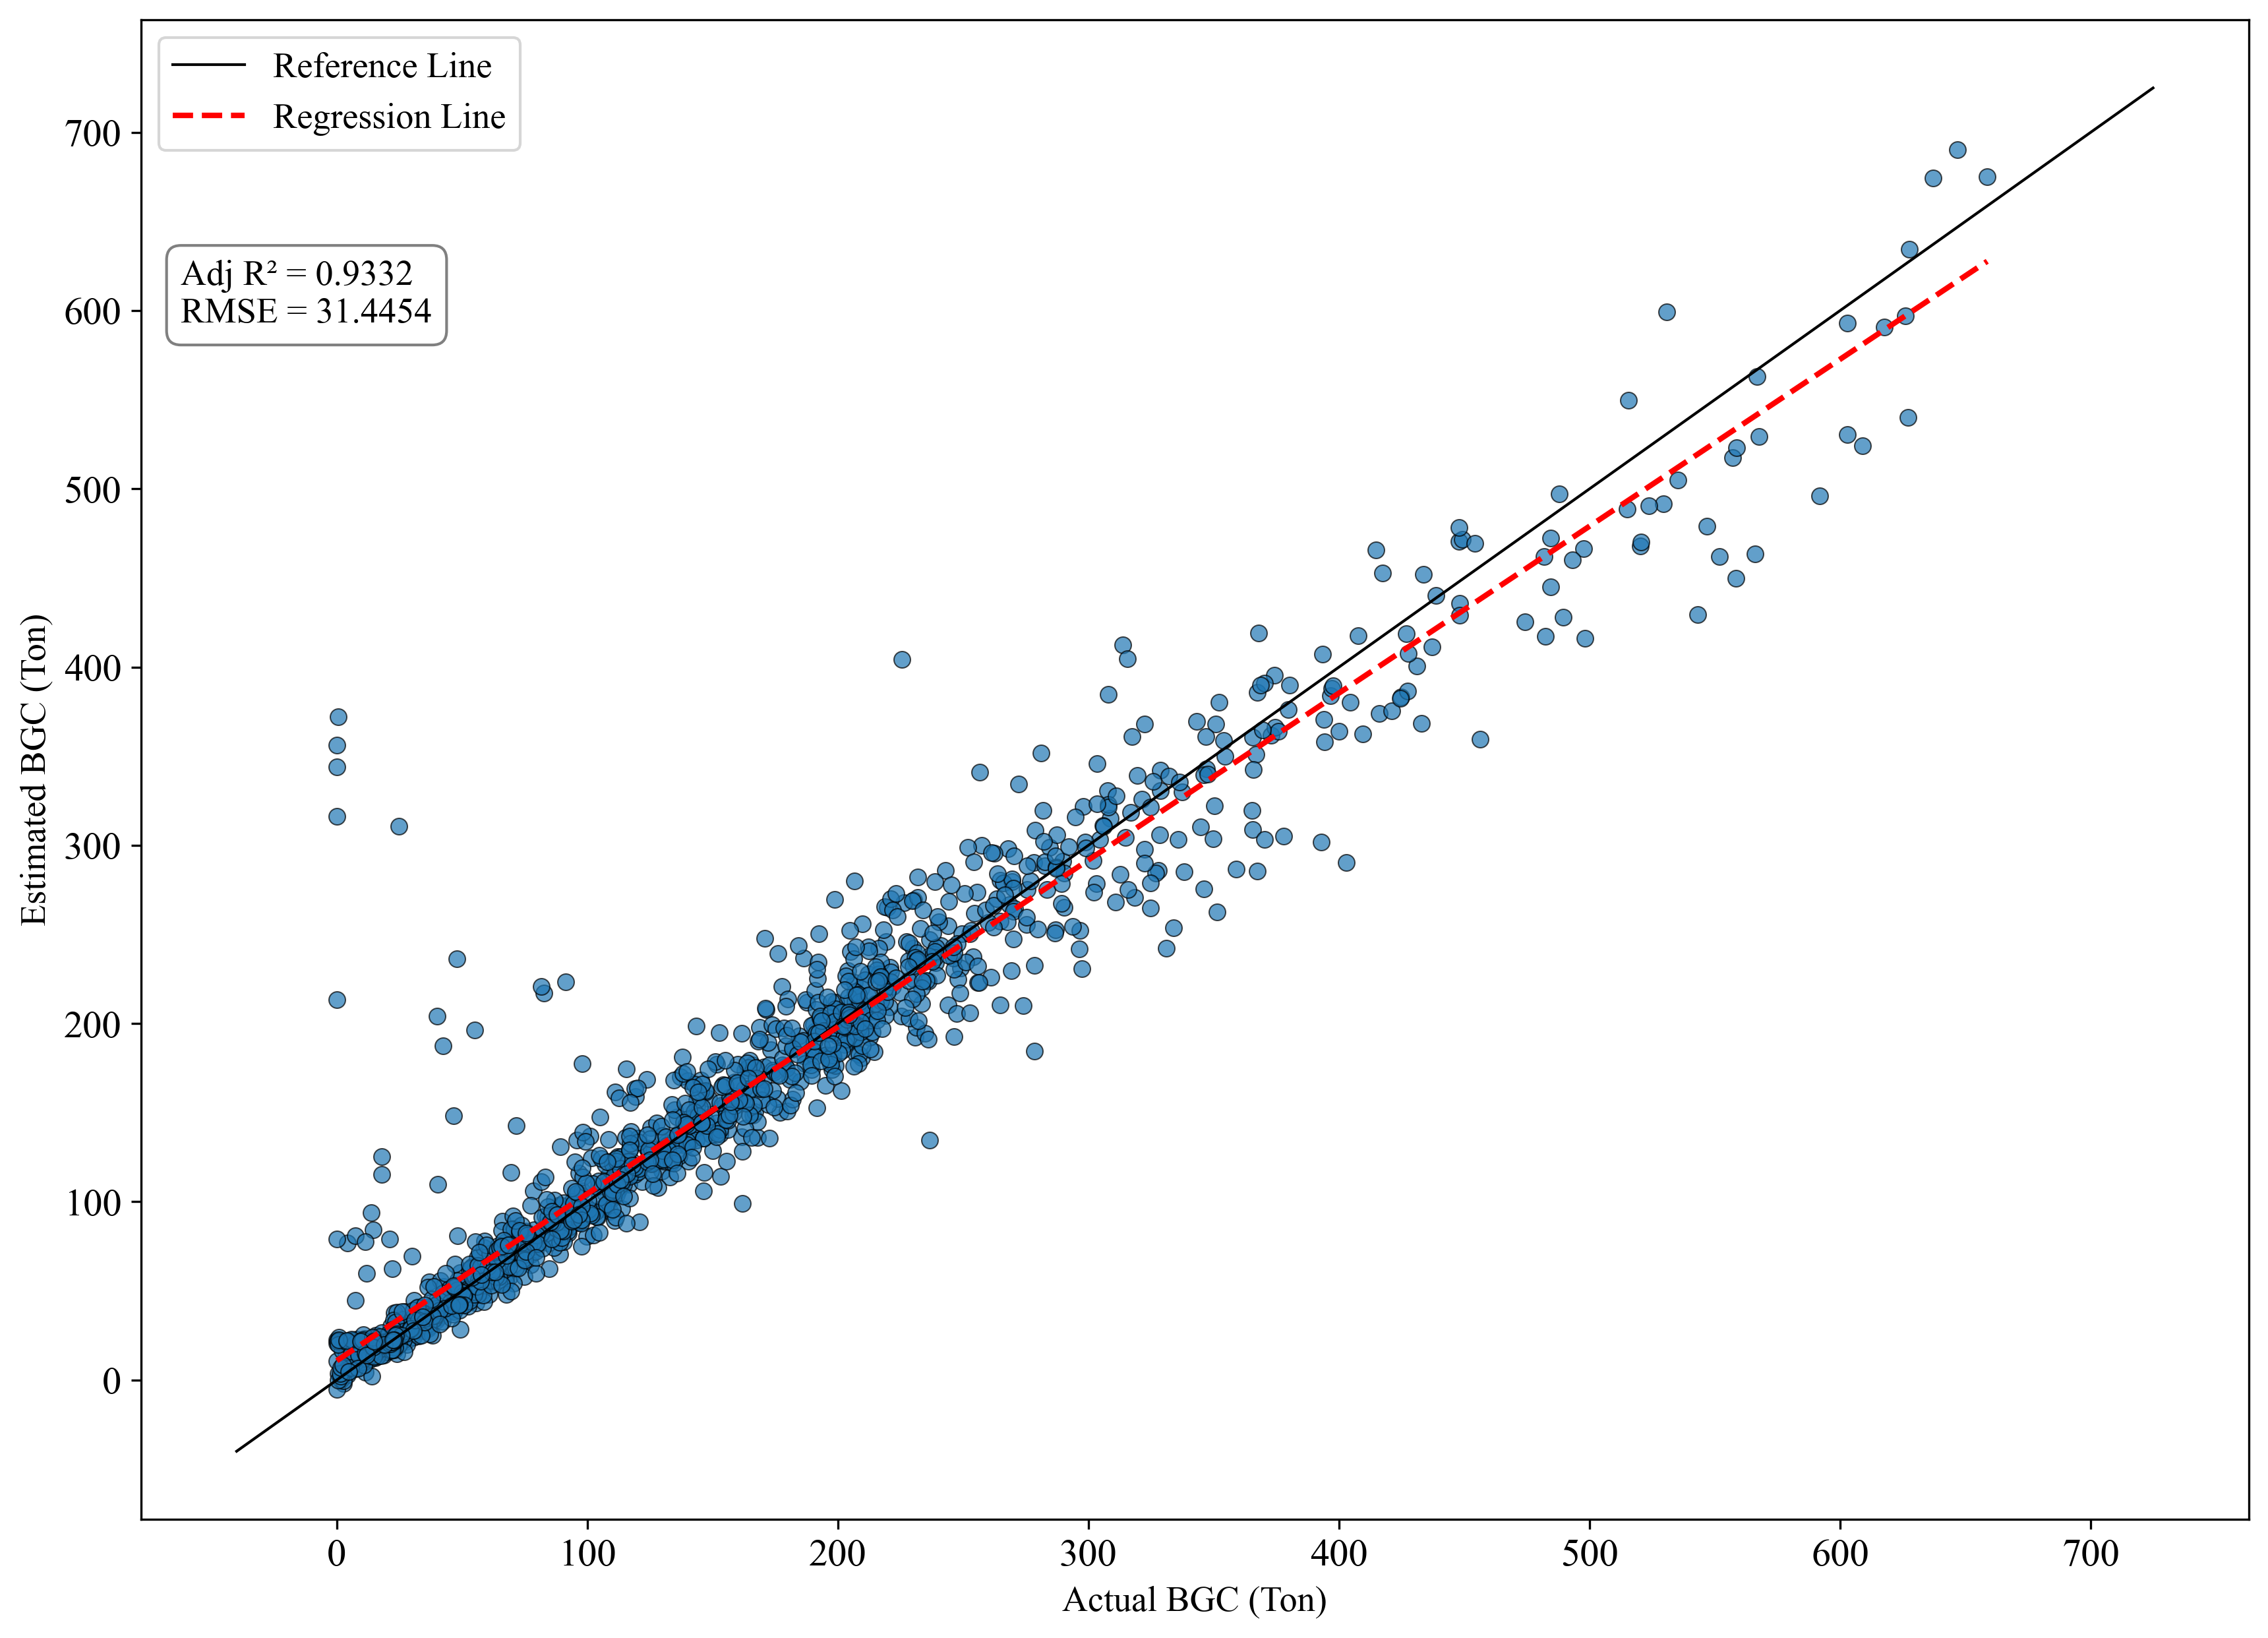 Reference Line
Regression Line
Adj R² = 0.9332
RMSE = 31.4454
Estimated BGC (Ton)
700
600
500
400
300
200
100
0
0 100 200 300 400 500 600 700
Actual BGC (Ton)